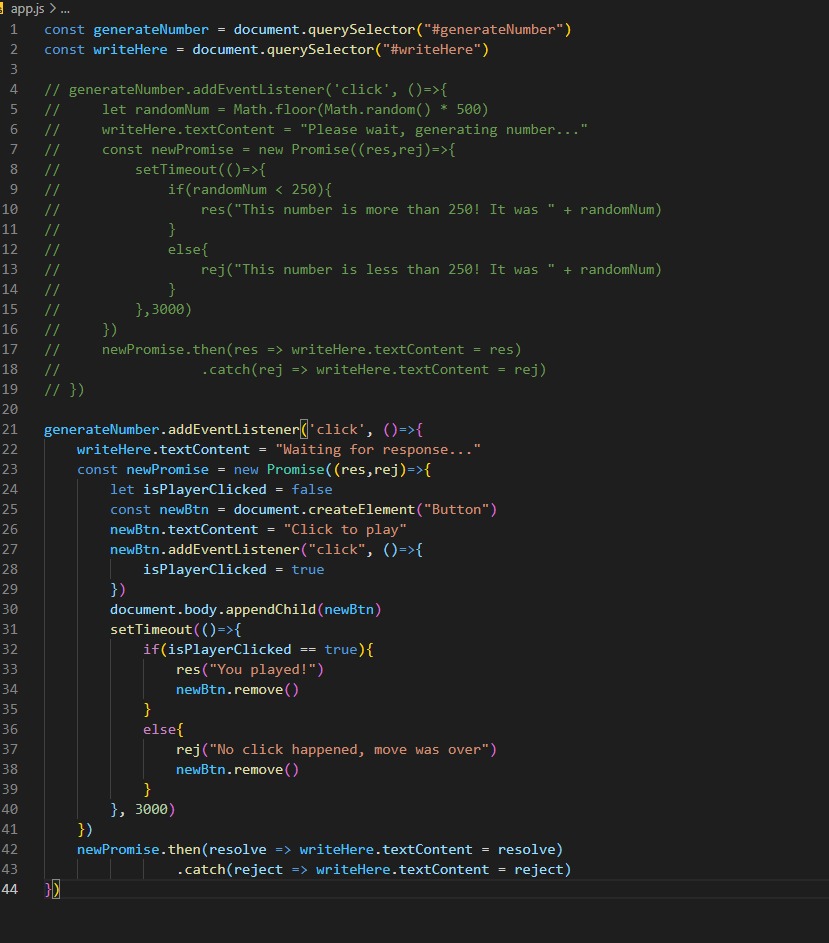 app.js > ...
1 const generateNumber = document.querySelector("#generateNumber")
2 const writeHere = document.querySelector("#writeHere")
3
4 // generateNumber.addEventListener('click', ()=>{
5 //     let randomNum = Math.floor(Math.random() * 500)
6 //     writeHere.textContent = "Please wait, generating number..."
7 //     const newPromise = new Promise((res,rej)=>{
8 //         setTimeout(()=>{
9 //             if(randomNum < 250){
10 //                 res("This number is more than 250! It was " + randomNum)
11 //             }
12 //             else{
13 //                 rej("This number is less than 250! It was " + randomNum)
14 //             }
15 //         },3000)
16 //     })
17 //     newPromise.then(res => writeHere.textContent = res)
18 //                 .catch(rej => writeHere.textContent = rej)
19 // })
20
21 generateNumber.addEventListener('click', ()=>{
22     writeHere.textContent = "Waiting for response..."
23     const newPromise = new Promise((res,rej)=>{
24         let isPlayerClicked = false
25         const newBtn = document.createElement("Button")
26         newBtn.textContent = "Click to play"
27         newBtn.addEventListener("click", ()=>{
28             isPlayerClicked = true
29         })
30         document.body.appendChild(newBtn)
31         setTimeout(()=>{
32             if(isPlayerClicked == true){
33                 res("You played!")
34                 newBtn.remove()
35             }
36             else{
37                 rej("No click happened, move was over")
38                 newBtn.remove()
39             }
40         }, 3000)
41     })
42     newPromise.then(resolve => writeHere.textContent = resolve)
43                 .catch(reject => writeHere.textContent = reject)
44 })